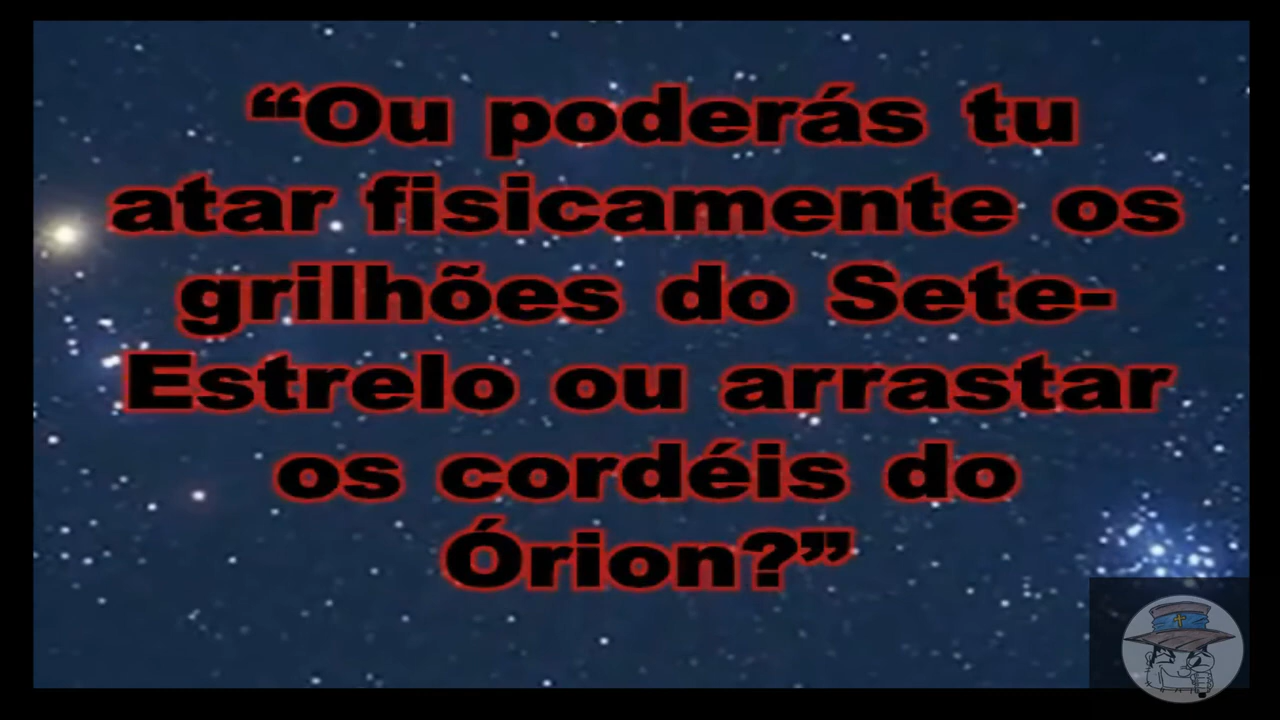 “Ou poderás tu
atar fisicamente os
grilhões do Sete-
Estrelo ou arrastar
os cordéis do
Órion?”